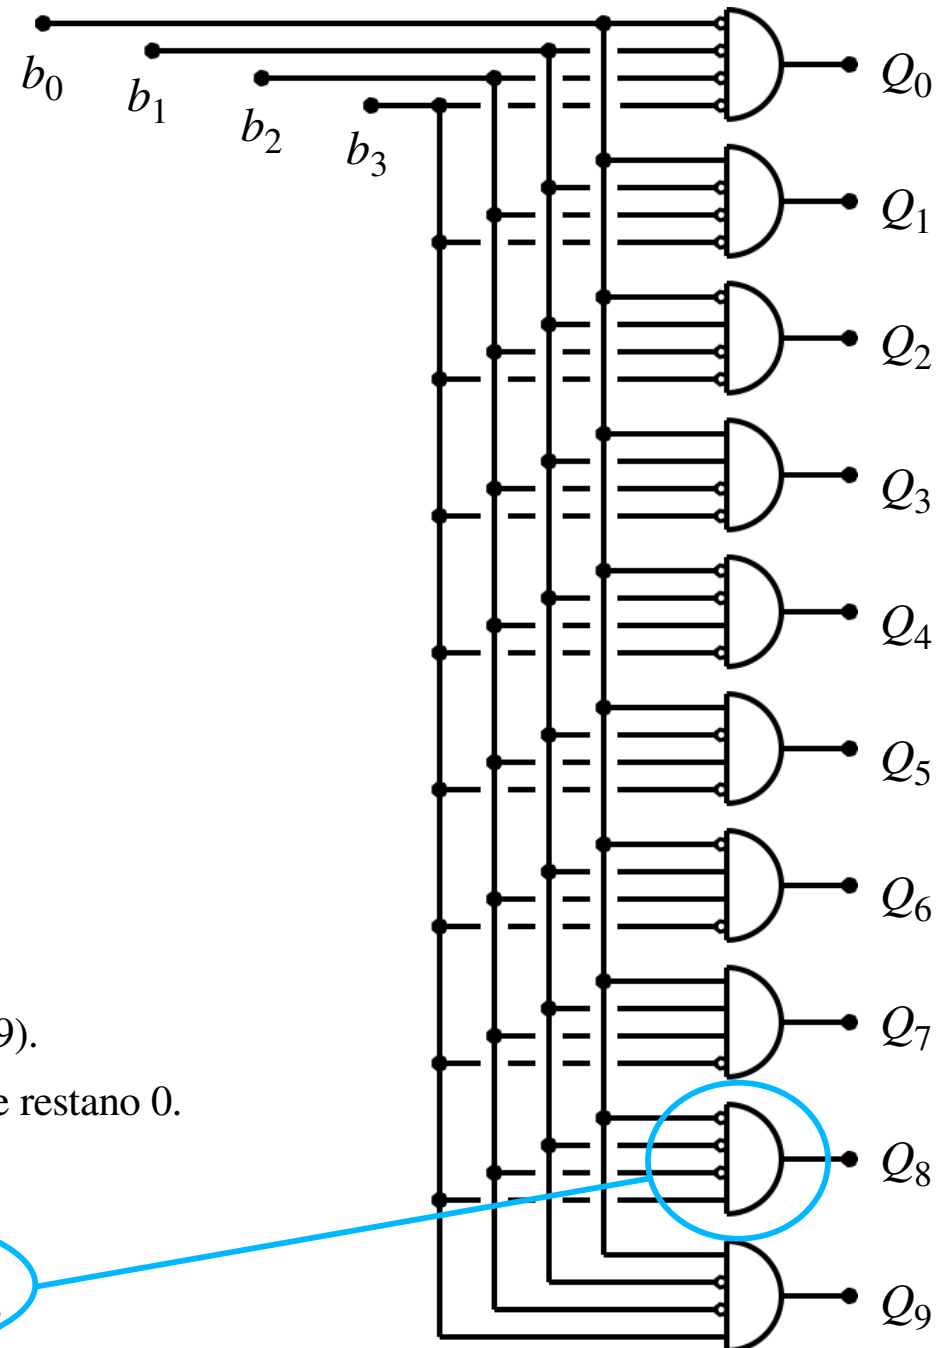 b₀
b₁
b₂
b₃
Q₀
Q₁
Q₂
Q₃
Q₄
Q₅
Q₆
Q₇
9).
e restano 0.
Q₈
Q₉